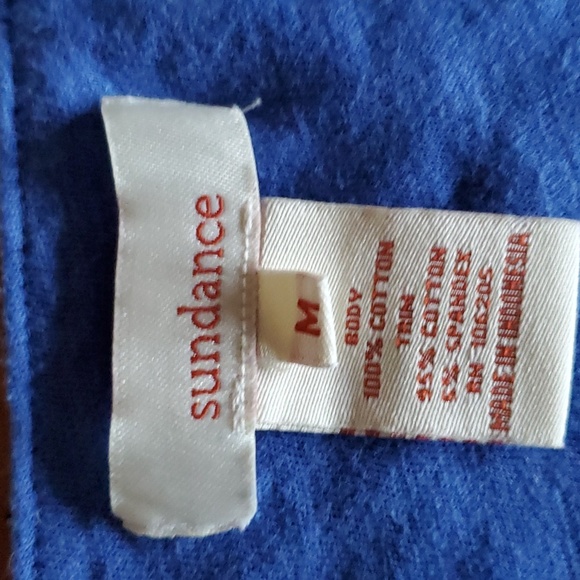 sundance
M
BODY
100% COTTON
TRIM
95% COTTON
5% SPANDEX
RN 106205
MADE IN INDONESIA